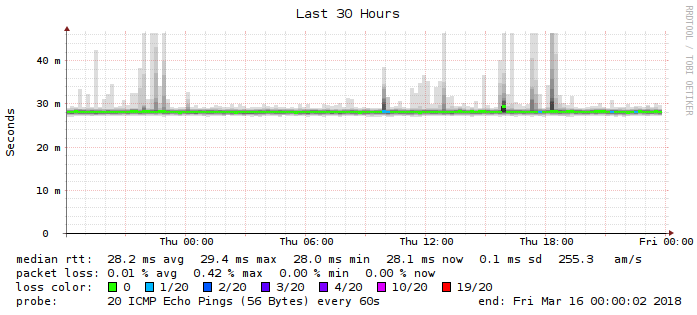 Last 30 Hours
RRDTOOL / TOBI OETIKER
Seconds
40 m
30 m
20 m
10 m
0
Thu 00:00 Thu 06:00 Thu 12:00 Thu 18:00 Fri 00:00
median rtt: 28.2 ms avg 29.4 ms max 28.0 ms min 28.1 ms now 0.1 ms sd 255.3 am/s
packet loss: 0.01 % avg 0.42 % max 0.00 % min 0.00 % now
loss color: 0 1/20 2/20 3/20 4/20 10/20 19/20
probe: 20 ICMP Echo Pings (56 Bytes) every 60s end: Fri Mar 16 00:00:02 2018